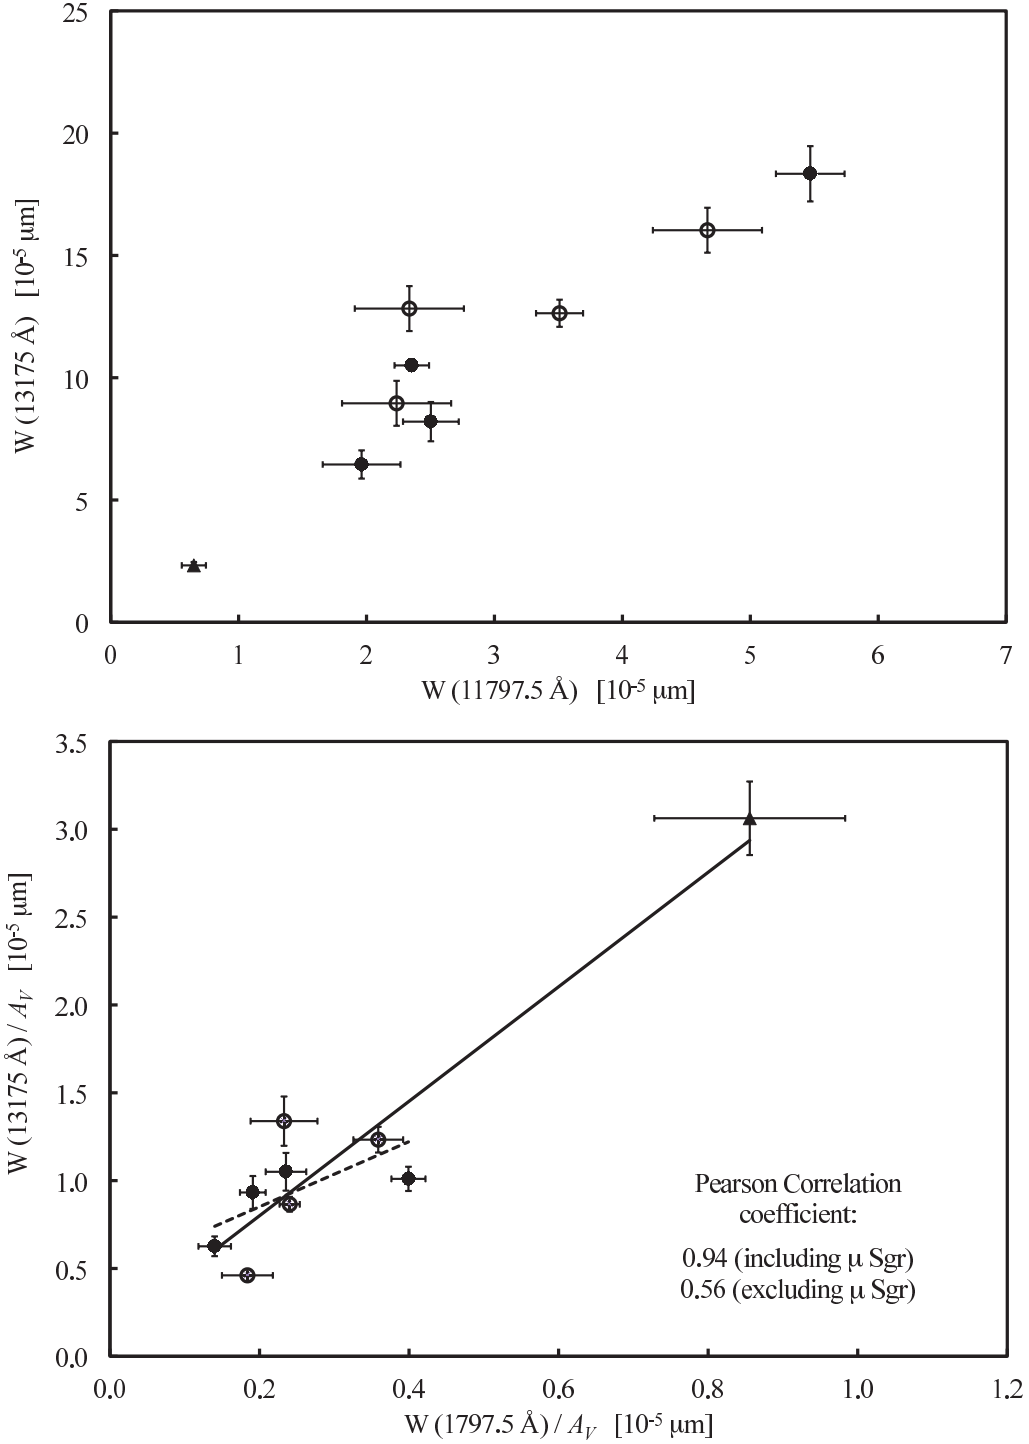 25
20
15
10
5
0
W (13175 Å) [10⁻⁵ µm]
0 1 2 3 4 5 6 7
W (11797.5 Å) [10⁻⁵ µm]
3.5
3.0
2.5
2.0
1.5
1.0
0.5
0.0
W (13175 Å) / A_V [10⁻⁵ µm]
Pearson Correlation
coefficient:
0.94 (including µ Sgr)
0.56 (excluding µ Sgr)
0.0 0.2 0.4 0.6 0.8 1.0 1.2
W (1797.5 Å) / A_V [10⁻⁵ µm]